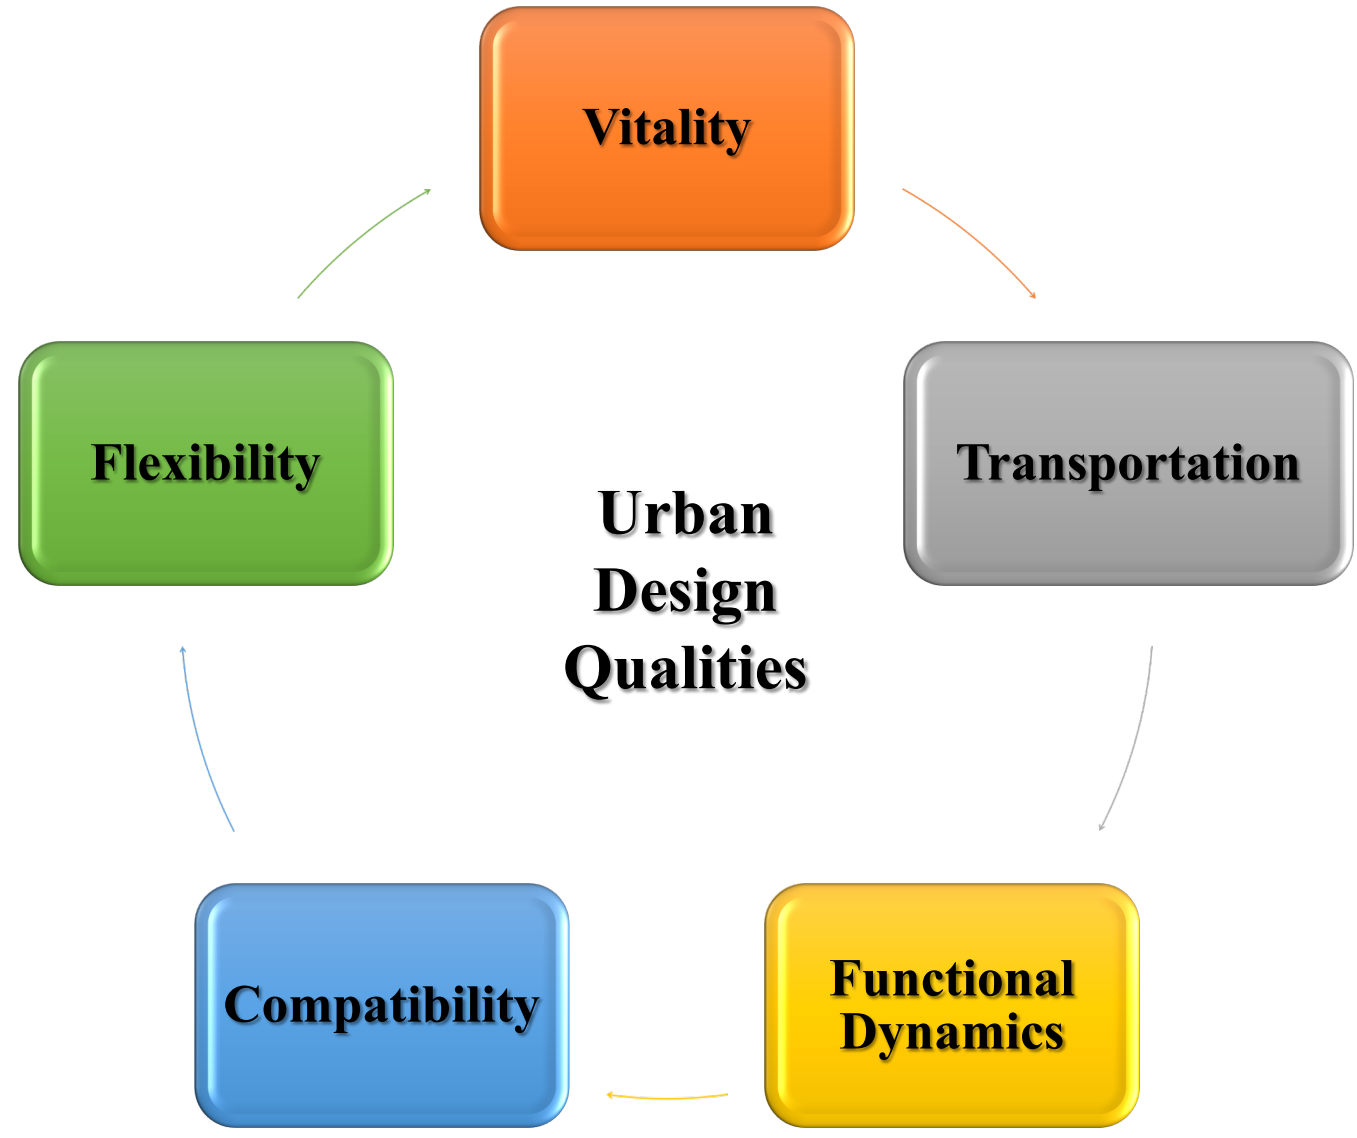 Vitality
Transportation
Functional
Dynamics
Compatibility
Flexibility
Urban
Design
Qualities